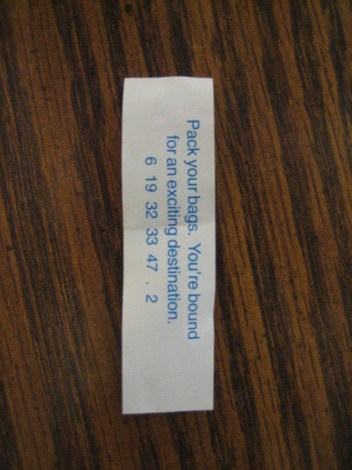 Pack your bags. You're bound
for an exciting destination.
6 19 32 33 47 . 2